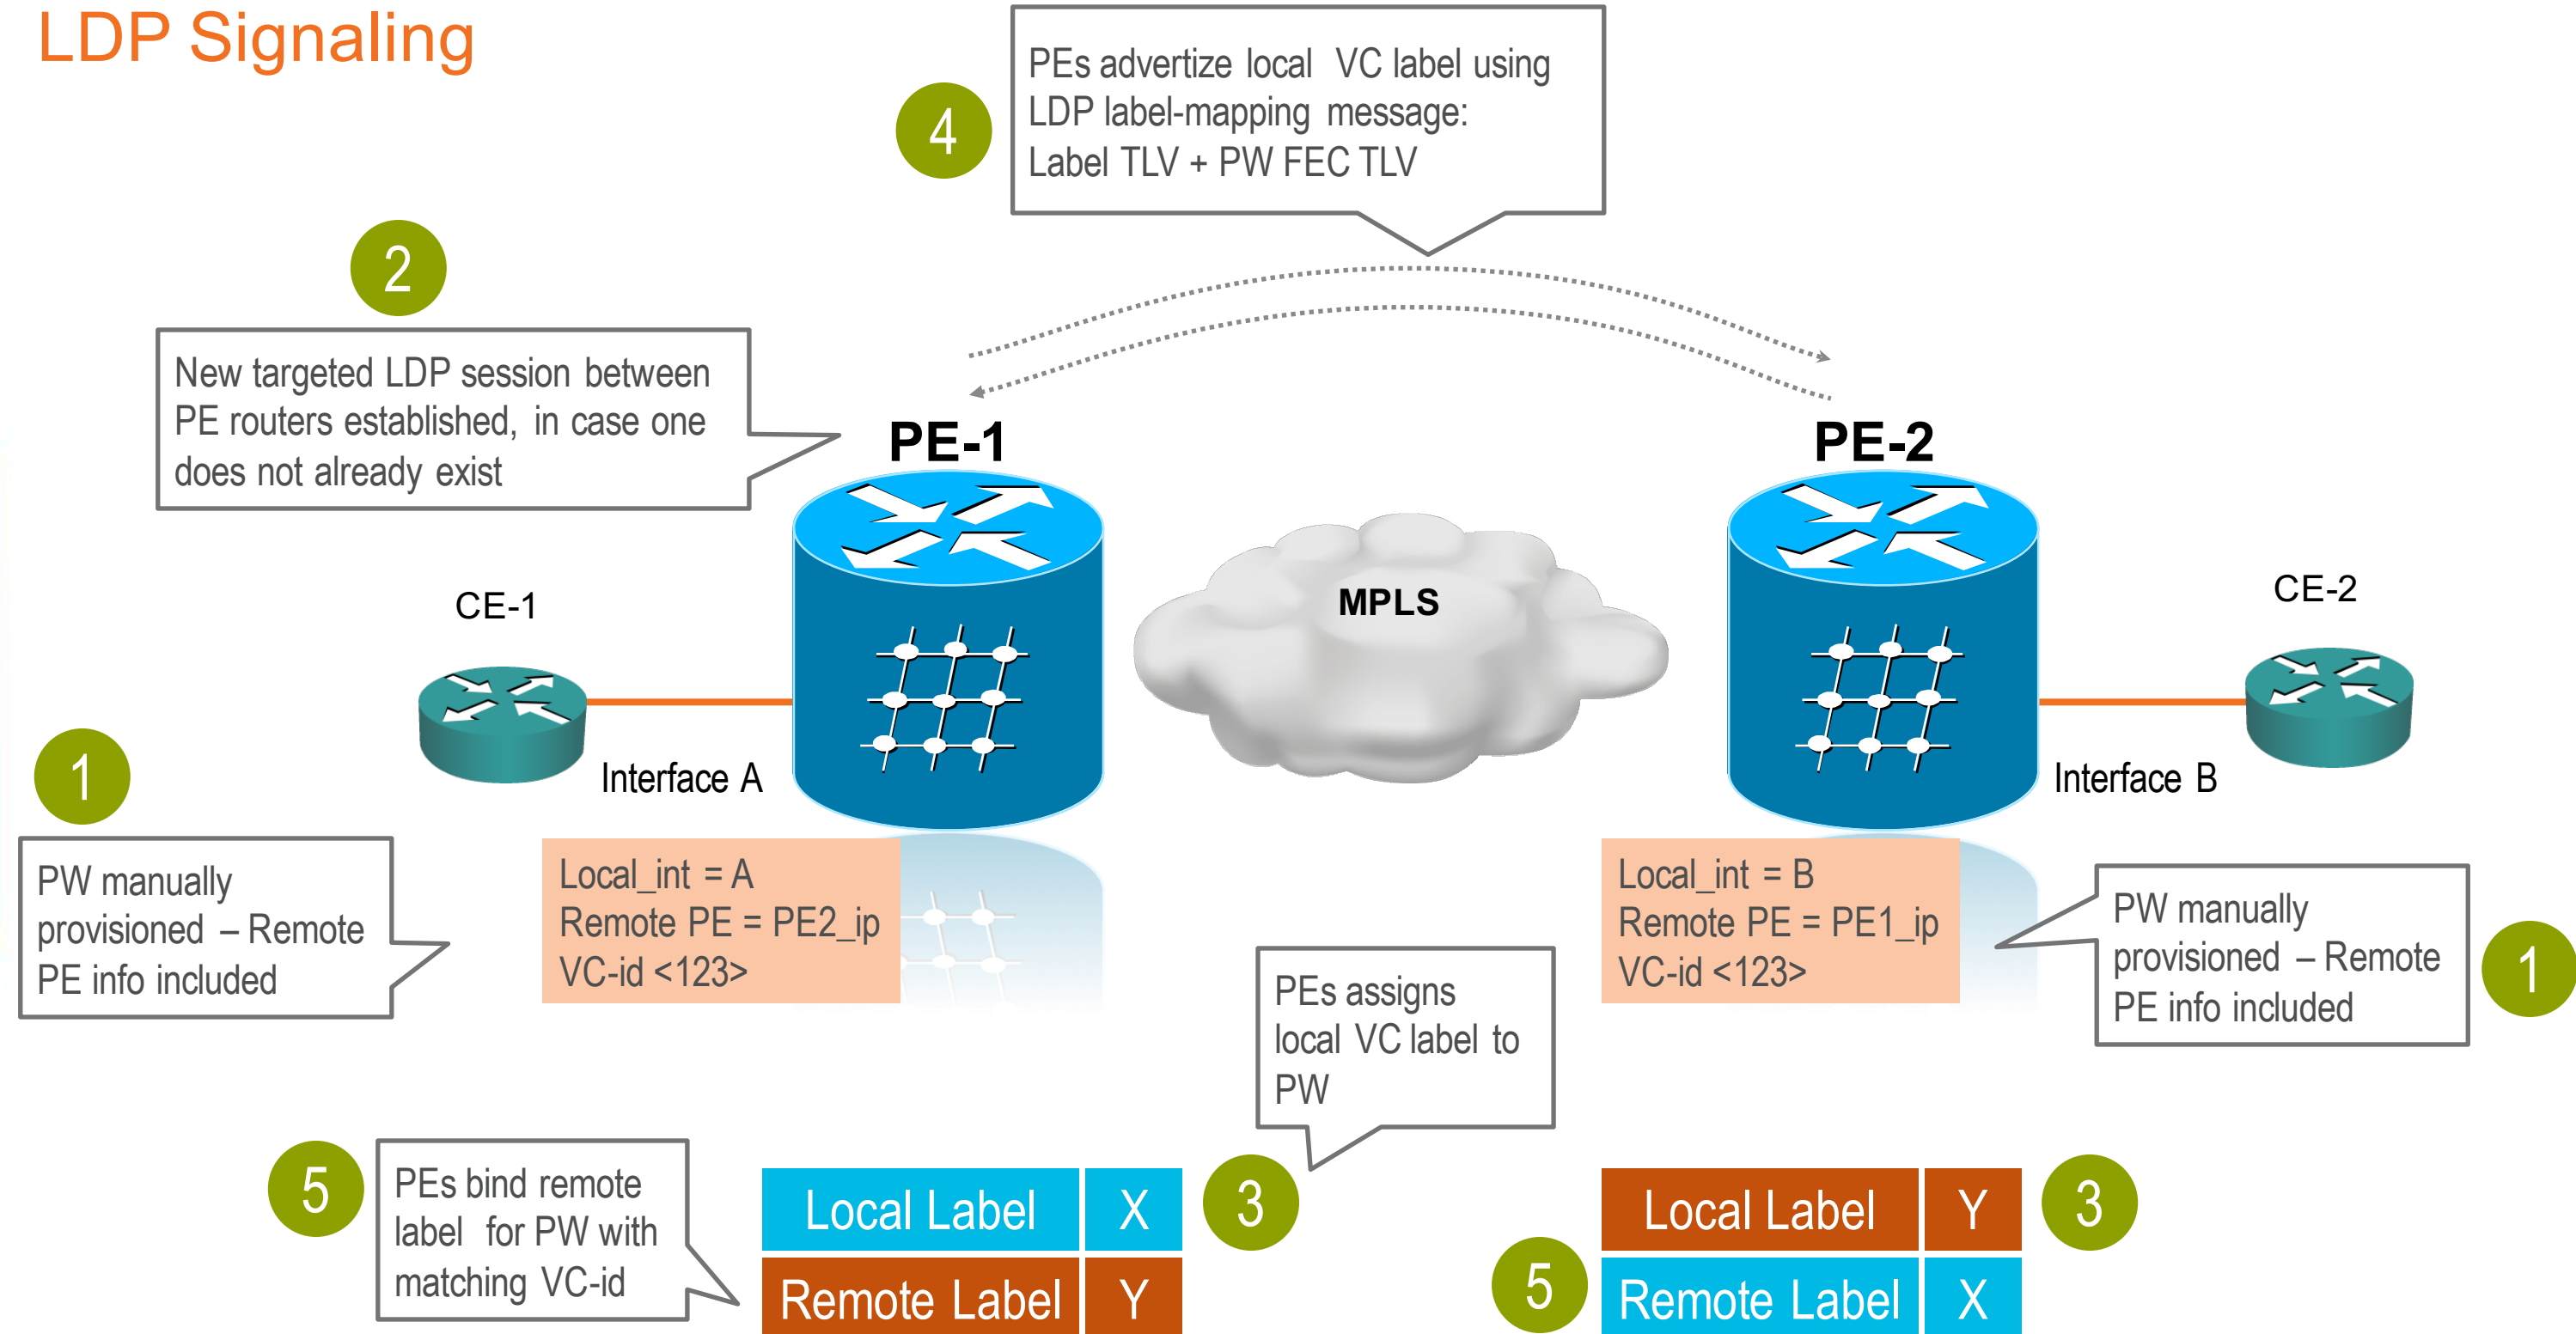 LDP Signaling
4
PEs advertize local VC label using
LDP label-mapping message:
Label TLV + PW FEC TLV
2
New targeted LDP session between
PE routers established, in case one
does not already exist
PE-1
PE-2
MPLS
CE-1
CE-2
Interface A
Interface B
1
PW manually
provisioned – Remote
PE info included
Local_int = A
Remote PE = PE2_ip
VC-id <123>
Local_int = B
Remote PE = PE1_ip
VC-id <123>
PW manually
provisioned – Remote
PE info included
1
PEs assigns
local VC label to
PW
5
PEs bind remote
label for PW with
matching VC-id
Local Label X
Remote Label Y
3
Local Label Y
3
5
Remote Label X